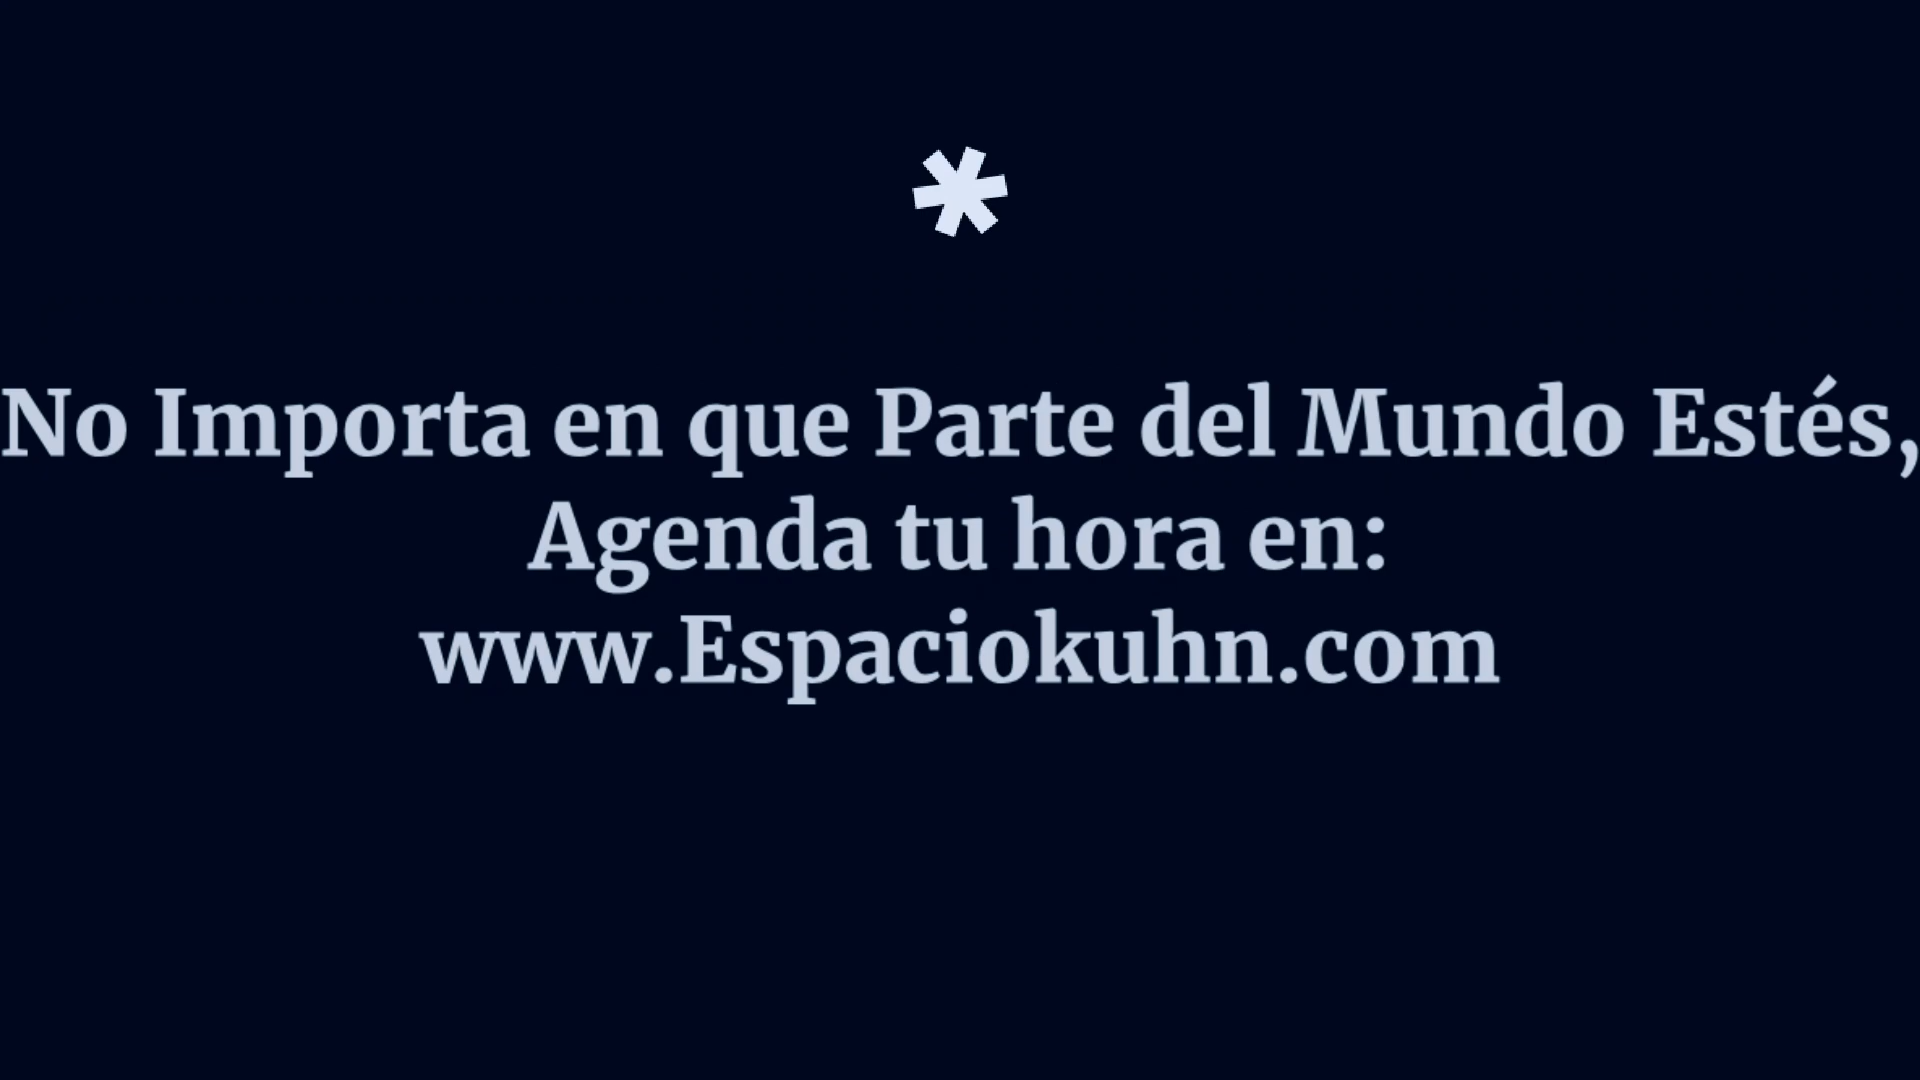 *
No Importa en que Parte del Mundo Estés,
Agenda tu hora en:
www.Espaciokuhn.com